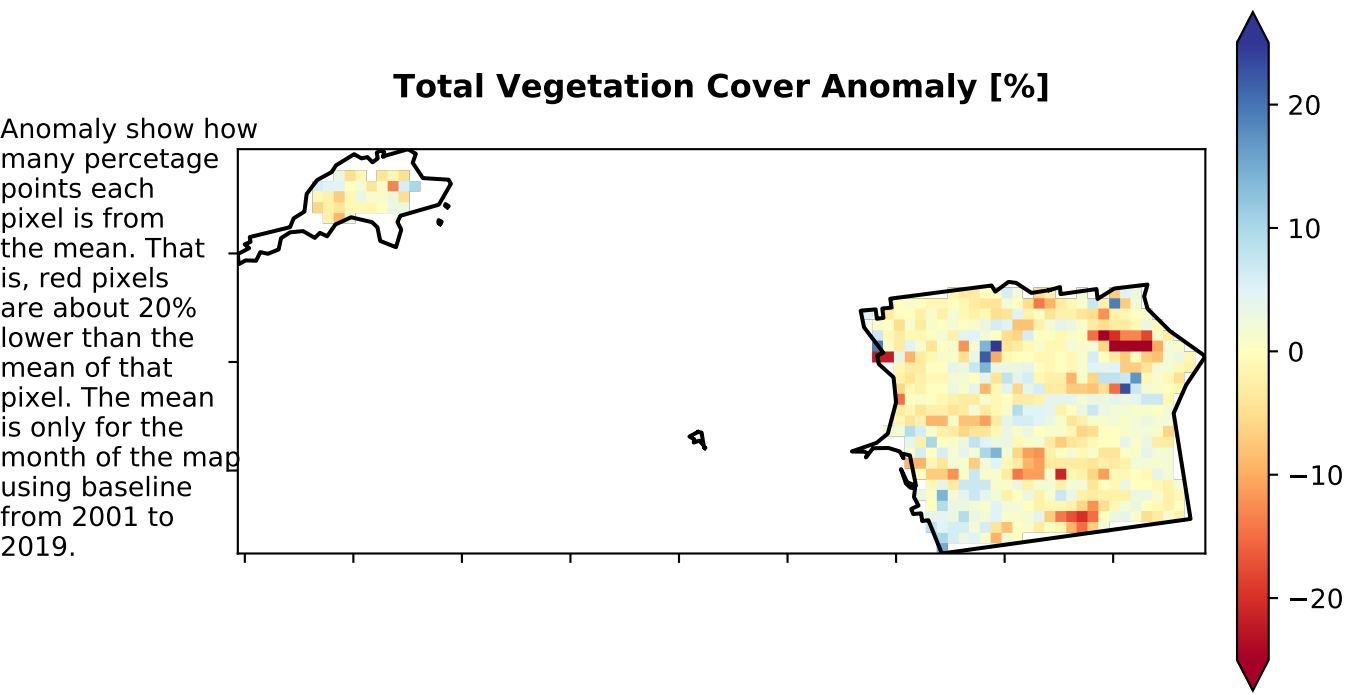 Total Vegetation Cover Anomaly [%]
Anomaly show how
many percetage
points each
pixel is from
the mean. That
is, red pixels
are about 20%
lower than the
mean of that
pixel. The mean
is only for the
month of the map
using baseline
from 2001 to
2019.
20
10
0
−10
−20